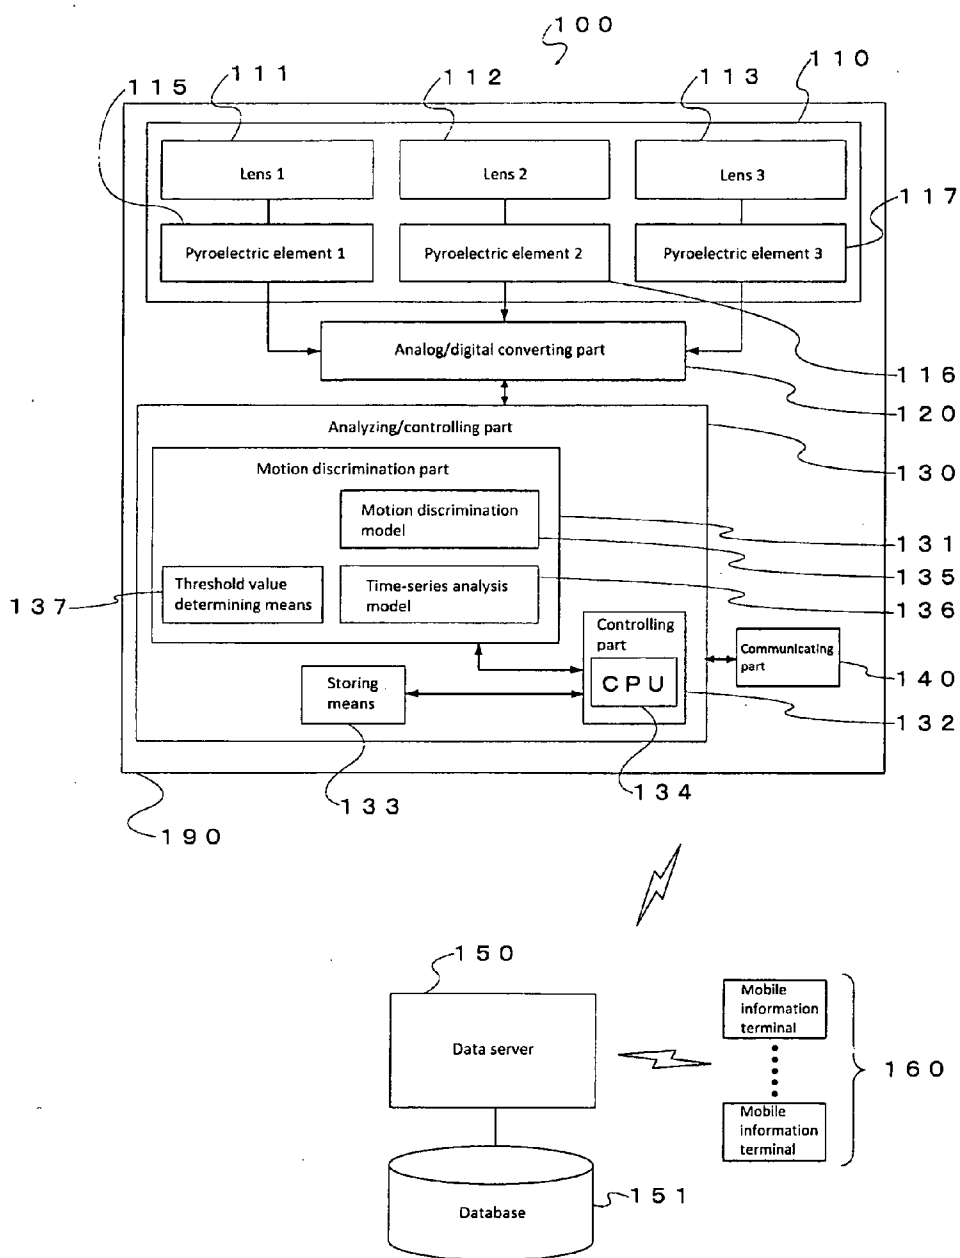 100
111
112
113
110
115
Lens 1
Lens 2
Lens 3
117
Pyroelectric element 1
Pyroelectric element 2
Pyroelectric element 3
Analog/digital converting part
116
120
Analyzing/controlling part
130
Motion discrimination part
Motion discrimination
model
131
135
Threshold value
determining means
137
Time-series analysis
model
136
Controlling
part
CPU
Communicating
part
140
Storing
means
132
133
134
190
150
Data server
Mobile
information
terminal
160
Mobile
information
terminal
Database
151